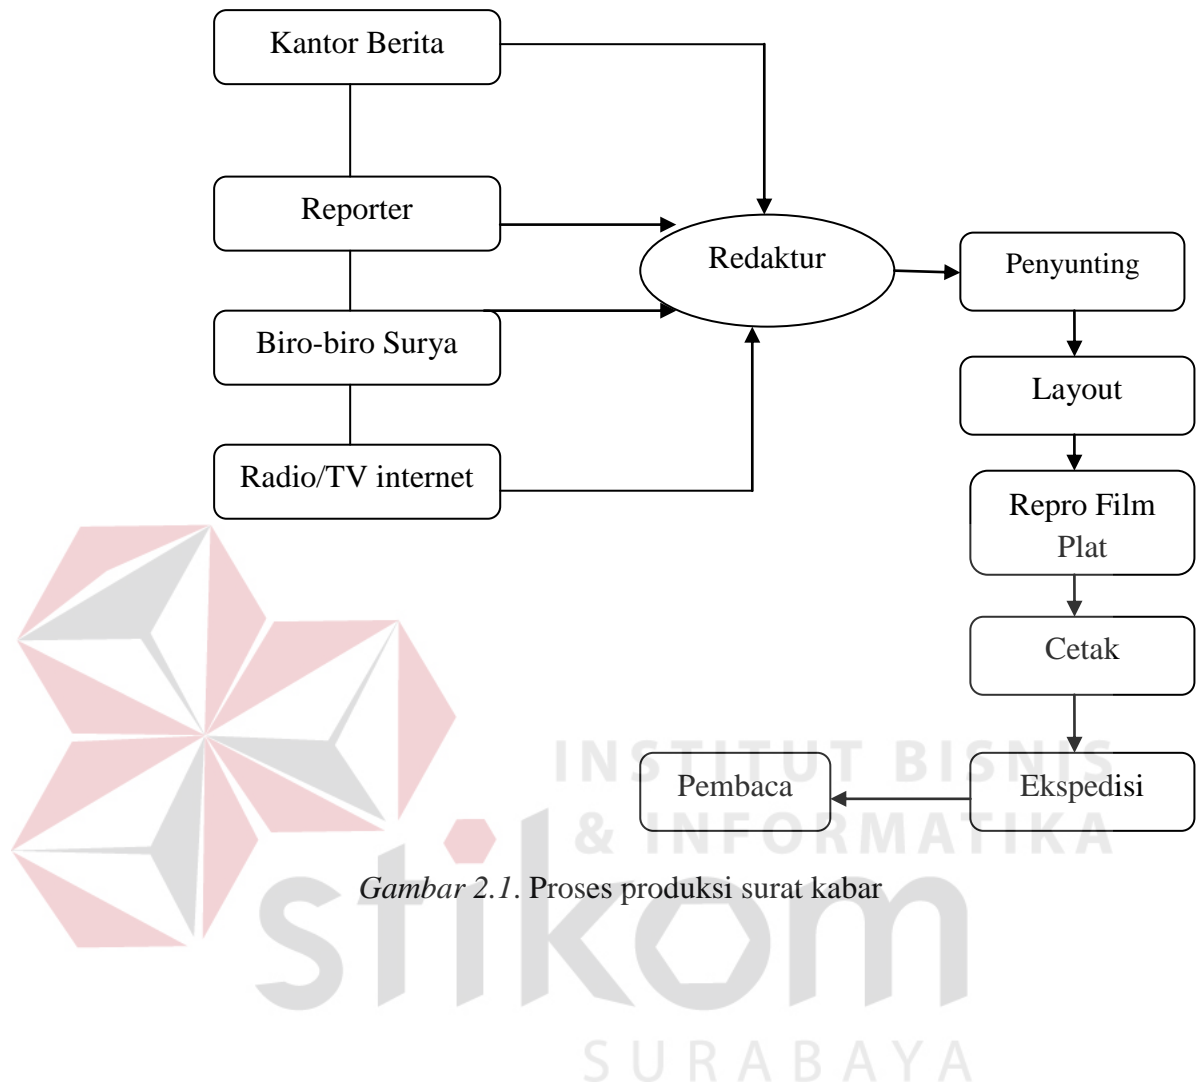 Kantor Berita
Reporter
Biro-biro Surya
Radio/TV internet
Redaktur
Penyunting
Layout
Repro Film
Plat
Cetak
Ekspedisi
Pembaca
Gambar 2.1. Proses produksi surat kabar
INSTITUT BISNIS
& INFORMATIKA
stikom
SURABAYA